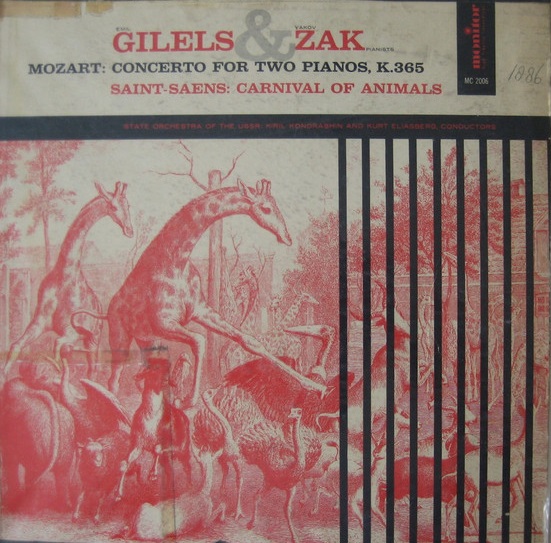 EMIL GILELS & YAKOV ZAK PIANISTS
MOZART: CONCERTO FOR TWO PIANOS, K.365
SAINT-SAENS: CARNIVAL OF ANIMALS
monitor
MC 2006
1886
STATE ORCHESTRA OF THE USSR, KIRIL KONDRASHIN AND KURT ELIASBERG, CONDUCTORS